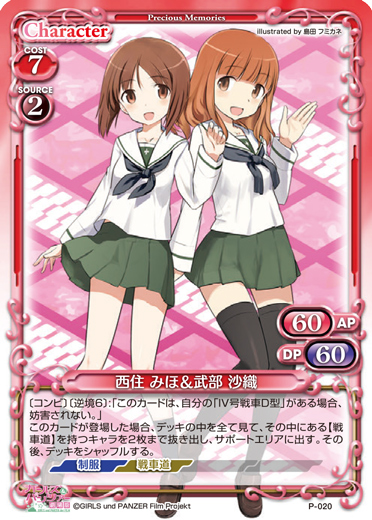 Precious Memories
Character
illustrated by 島田 フミカネ
COST
7
SOURCE
2
60 AP
DP 60
西住 みほ&武部 沙織
〔コンビ〕〔逆境6〕:「このカードは、自分の「Ⅳ号戦車D型」がある場合、
妨害されない。」
このカードが登場した場合、デッキの中を全て見て、その中にある【戦
車道】を持つキャラを2枚まで抜き出し、サポートエリアに出す。その
後、デッキをシャッフルする。
制服 戦車道
©GIRLS und PANZER Film Projekt
P-020